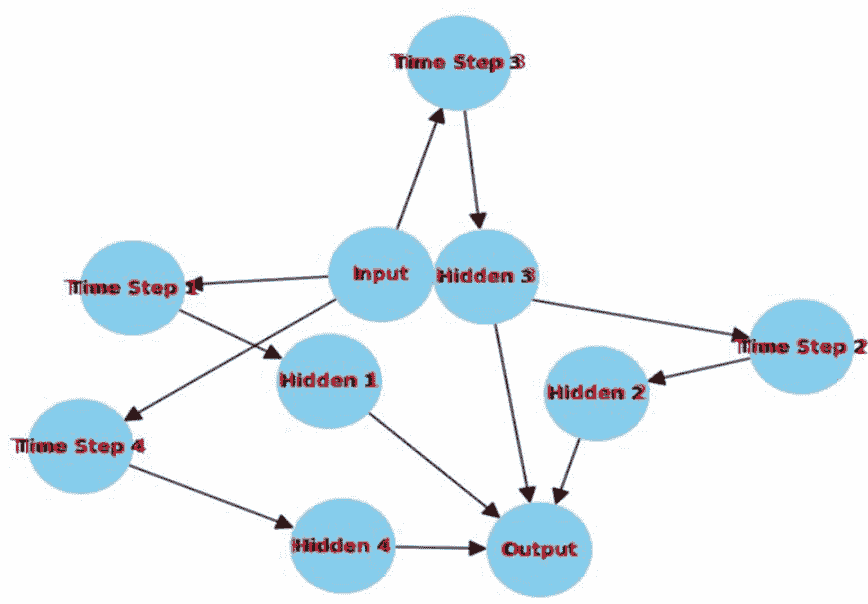 Time Step 3
Input
Hidden 3
Time Step 1
Time Step 2
Hidden 1
Hidden 2
Time Step 4
Hidden 4
Output